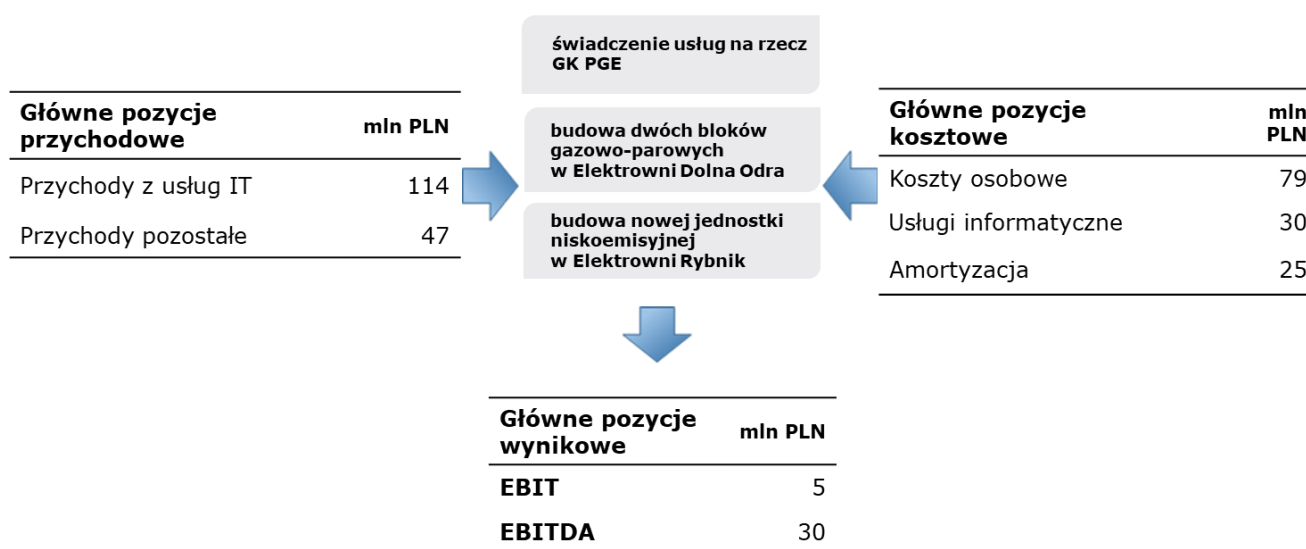 świadczenie usług na rzecz
GK PGE
Główne pozycje
przychodowe
mln PLN
Przychody z usług IT 114
Przychody pozostałe 47
budowa dwóch bloków
gazowo-parowych
w Elektrowni Dolna Odra
budowa nowej jednostki
niskoemisyjnej
w Elektrowni Rybnik
Główne pozycje
kosztowe
mln
PLN
Koszty osobowe 79
Usługi informatyczne 30
Amortyzacja 25
Główne pozycje
wynikowe
mln PLN
EBIT 5
EBITDA 30